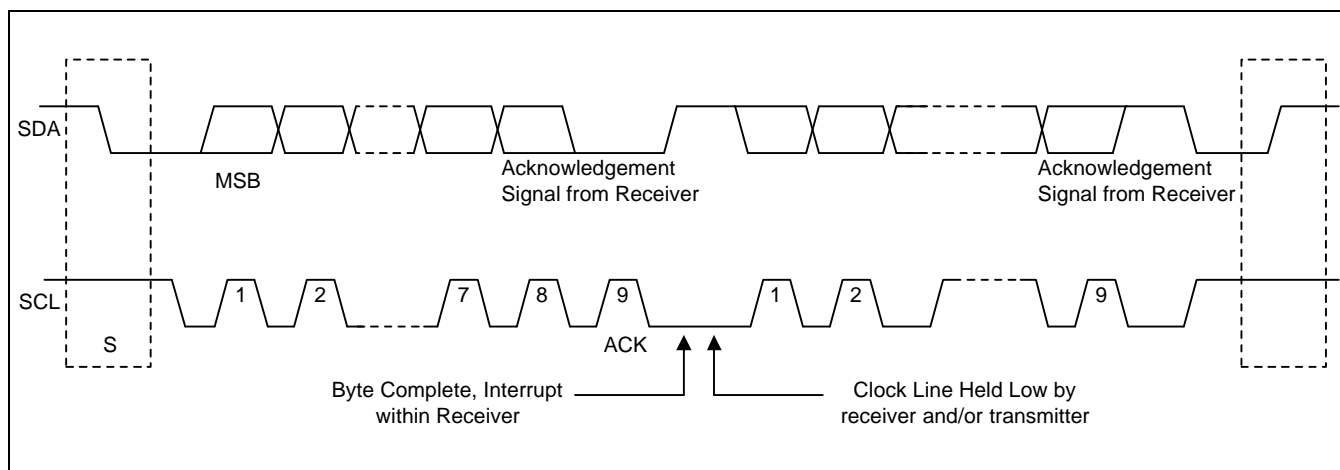 SDA
MSB
Acknowledgement
Signal from Receiver
Acknowledgement
Signal from Receiver
SCL
1
2
7
8
9
1
2
9
S
ACK
Byte Complete, Interrupt
within Receiver
Clock Line Held Low by
receiver and/or transmitter